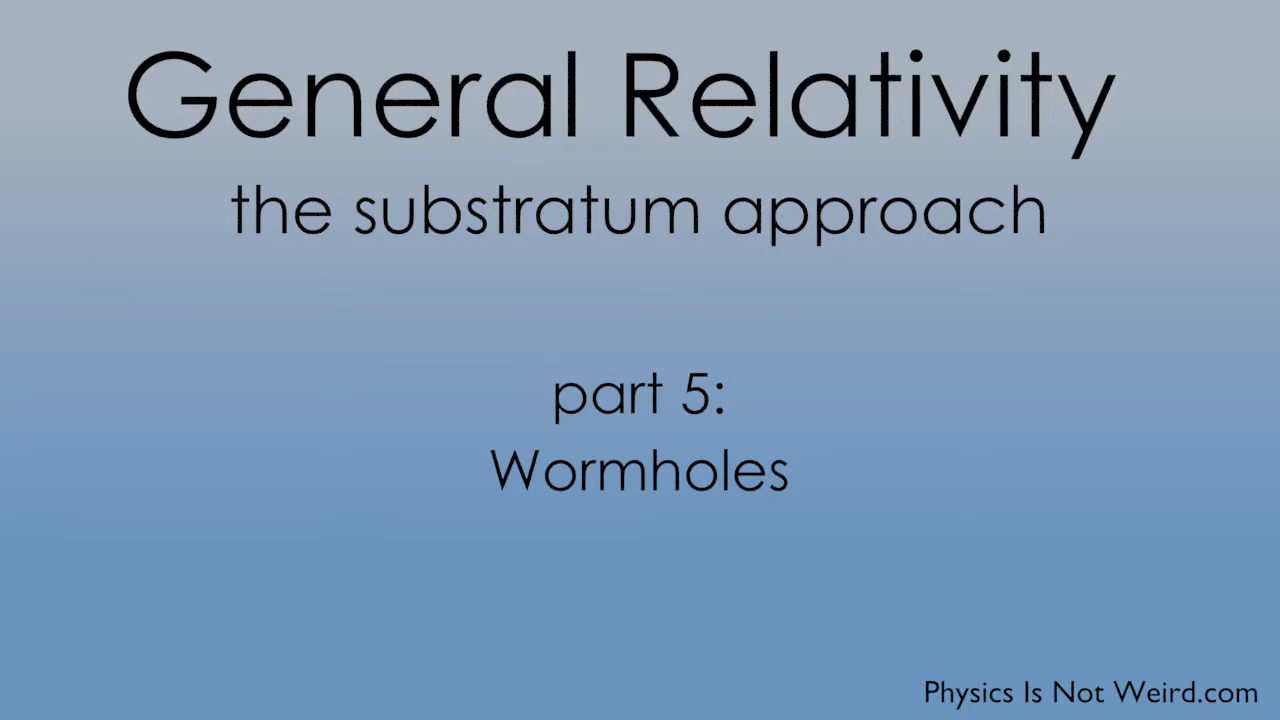 General Relativity
the substratum approach
part 5:
Wormholes
Physics Is Not Weird.com